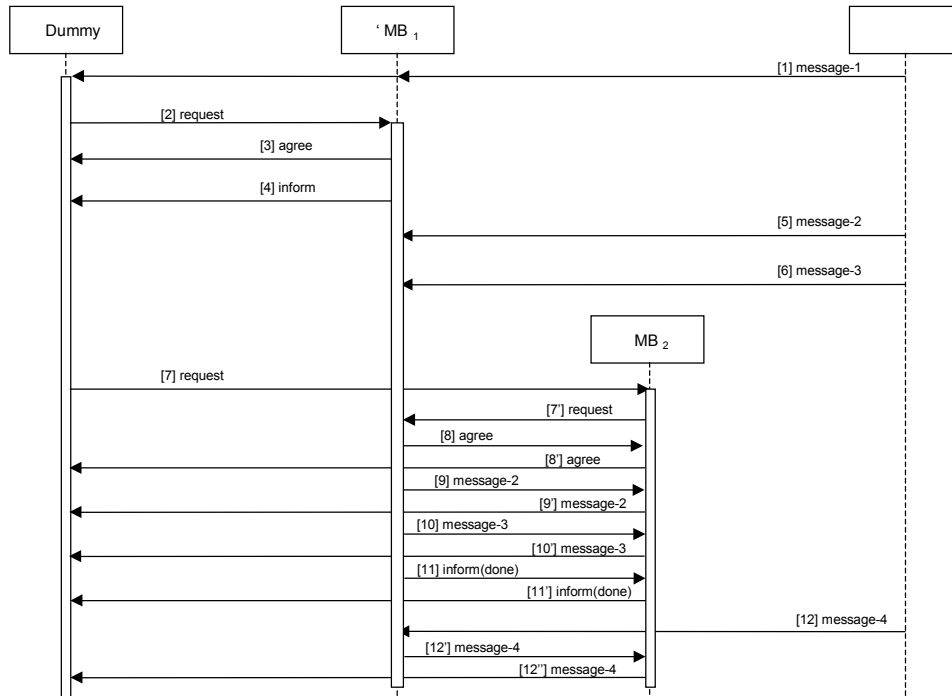 Dummy
‘ MB 1
[1] message-1
[2] request
[3] agree
[4] inform
[5] message-2
[6] message-3
MB 2
[7] request
[7’] request
[8] agree
[8’] agree
[9] message-2
[9’] message-2
[10] message-3
[10’] message-3
[11] inform(done)
[11’] inform(done)
[12] message-4
[12’] message-4
[12’’] message-4